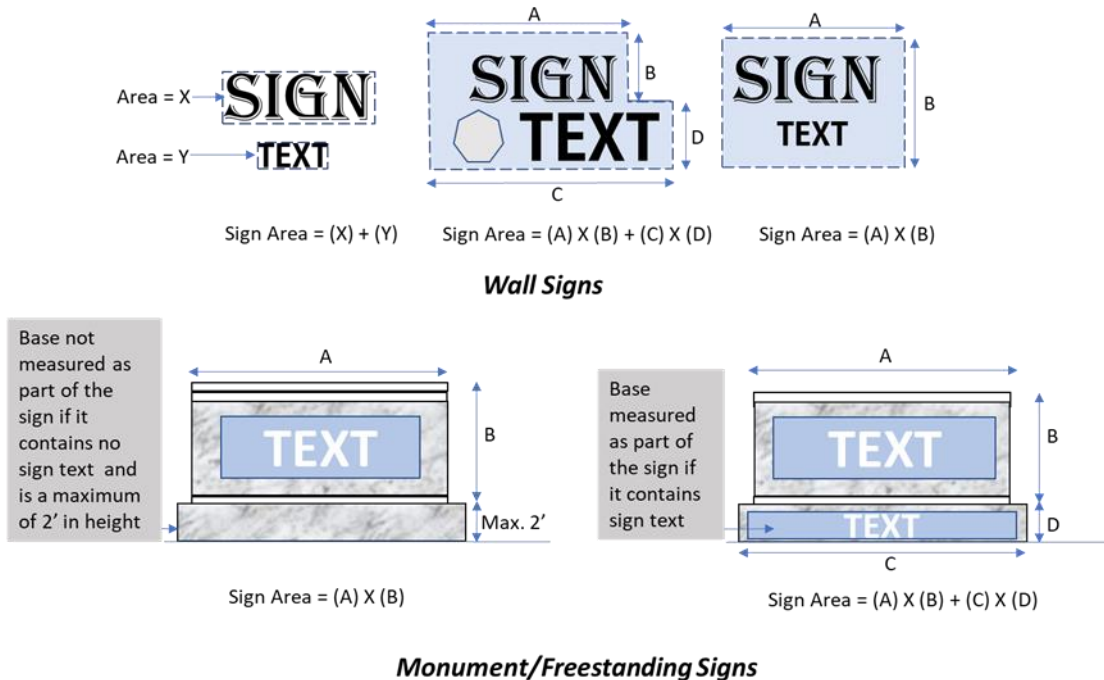 A
A
SIGN
TEXT
B
D
C
SIGN
TEXT
B
Area = X
SIGN
Area = Y
TEXT
Sign Area = (X) + (Y)
Sign Area = (A) X (B) + (C) X (D)
Sign Area = (A) X (B)
Wall Signs
Base not
measured as
part of the
sign if it
contains no
sign text and
is a maximum
of 2’ in height
A
TEXT
B
Max. 2’
Sign Area = (A) X (B)
Base
measured
as part of
the sign if
it contains
sign text
A
TEXT
B
TEXT
D
C
Sign Area = (A) X (B) + (C) X (D)
Monument/Freestanding Signs